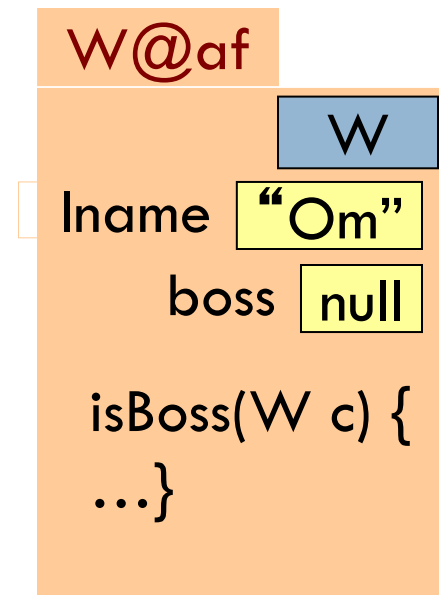 W@af
W
lname “Om”
boss null
isBoss(W c) {
...}